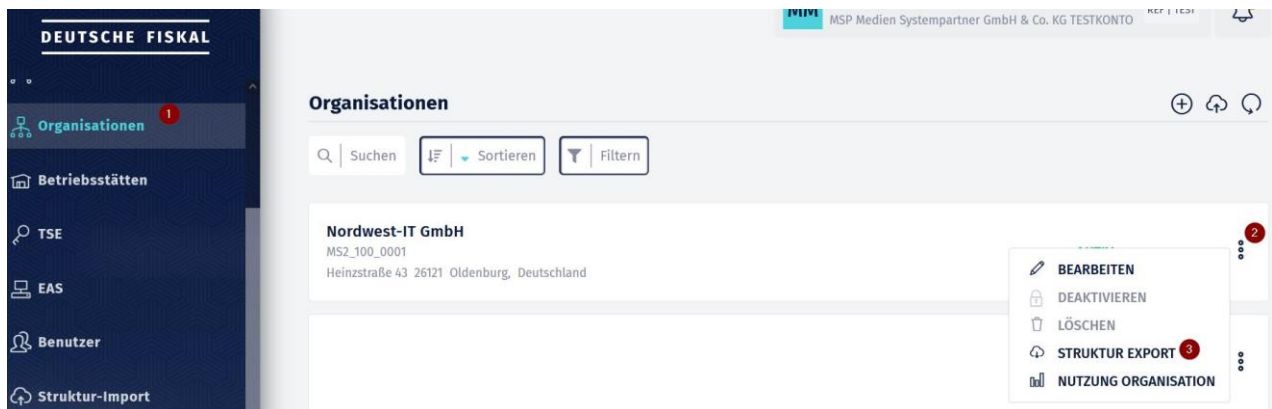 DEUTSCHE FISKAL
MM
MSP Medien Systempartner GmbH & Co. KG TESTKONTO
REF | TEST
Organisationen 1
Betriebsstätten
TSE
EAS
Benutzer
Struktur-Import
Organisationen
Suchen
Sortieren
Filtern
Nordwest-IT GmbH
MS2_100_0001
Heinzstraße 43 26121 Oldenburg, Deutschland
2
BEARBEITEN
DEAKTIVIEREN
LÖSCHEN
STRUKTUR EXPORT 3
NUTZUNG ORGANISATION